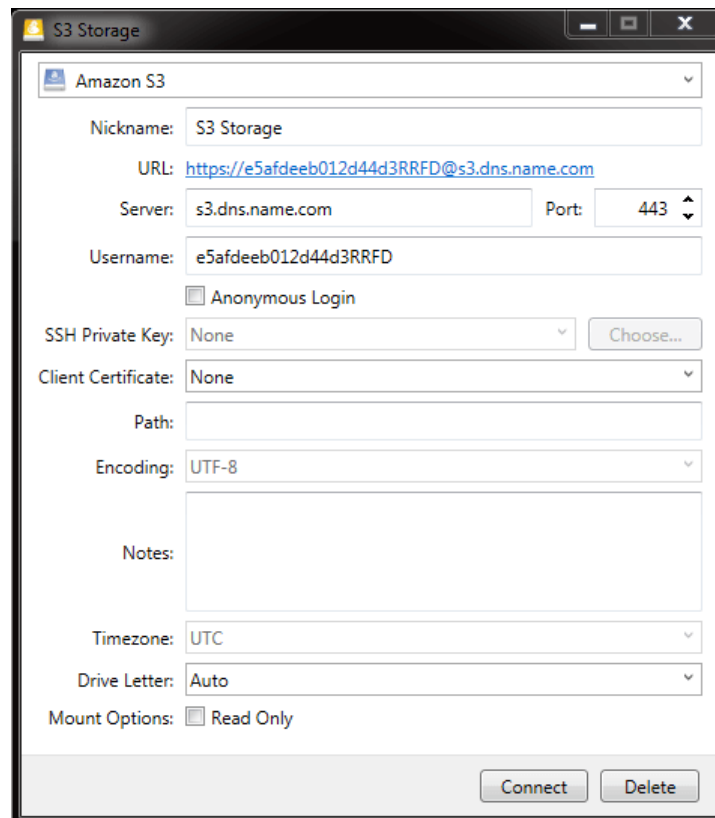 S3 Storage
Amazon S3
Nickname: S3 Storage
URL: https://e5afdeeb012d44d3RRFD@s3.dns.name.com
Server: s3.dns.name.com Port: 443
Username: e5afdeeb012d44d3RRFD
Anonymous Login
SSH Private Key: None Choose...
Client Certificate: None
Path:
Encoding: UTF-8
Notes:
Timezone: UTC
Drive Letter: Auto
Mount Options: Read Only
Connect Delete